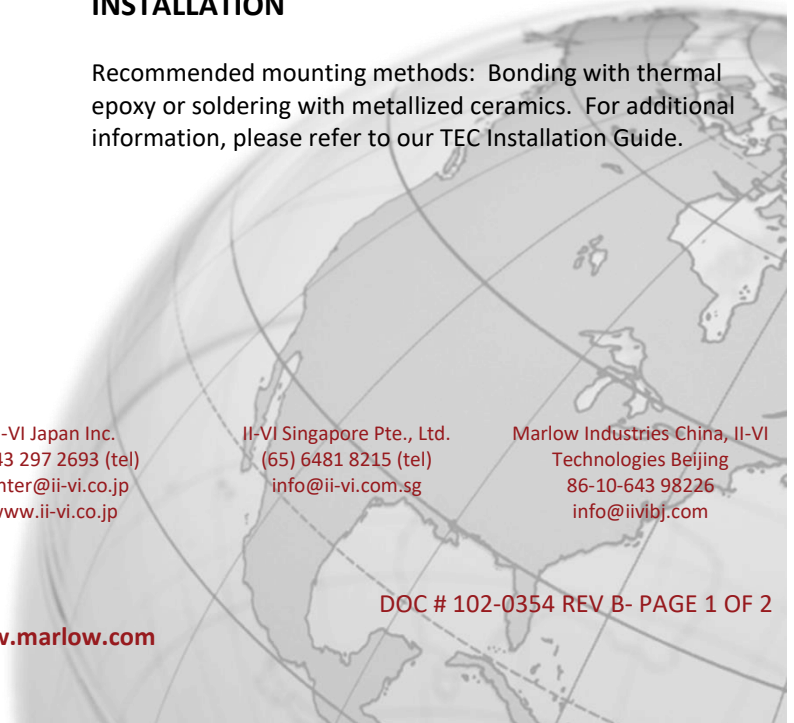 INSTALLATION
Recommended mounting methods: Bonding with thermal
epoxy or soldering with metallized ceramics. For additional
information, please refer to our TEC Installation Guide.
-VI Japan Inc.
43 297 2693 (tel)
nter@ii-vi.co.jp
www.ii-vi.co.jp
II-VI Singapore Pte., Ltd.
(65) 6481 8215 (tel)
info@ii-vi.com.sg
Marlow Industries China, II-VI
Technologies Beijing
86-10-643 98226
info@iivibj.com
DOC # 102-0354 REV B- PAGE 1 OF 2
w.marlow.com